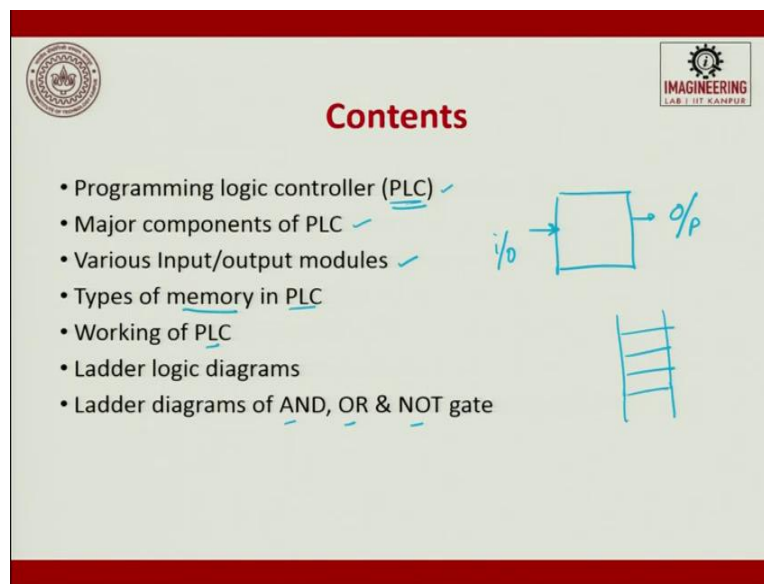 IMAGINEERING
LAB | IIT KANPUR
Contents
• Programming logic controller (PLC)
• Major components of PLC
• Various Input/output modules
• Types of memory in PLC
• Working of PLC
• Ladder logic diagrams
• Ladder diagrams of AND, OR & NOT gate
i/o
O/P